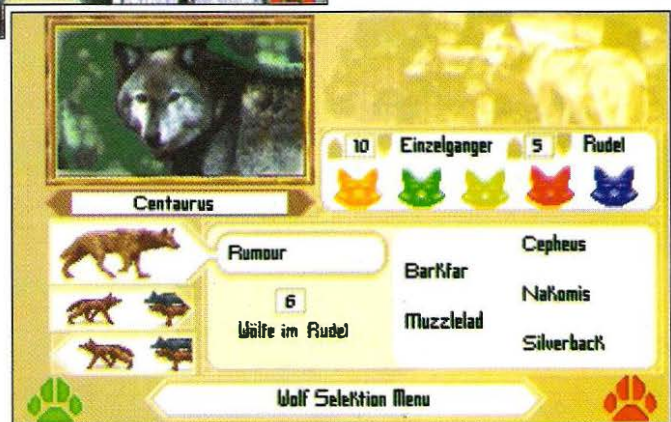 10 Einzelganger 5 Rudel
Centaurus
Rumour
6
Wölfe im Rudel
Barkfar
Muzzlelad
Cepheus
Nakomis
Silverback
Wolf Selektion Menu